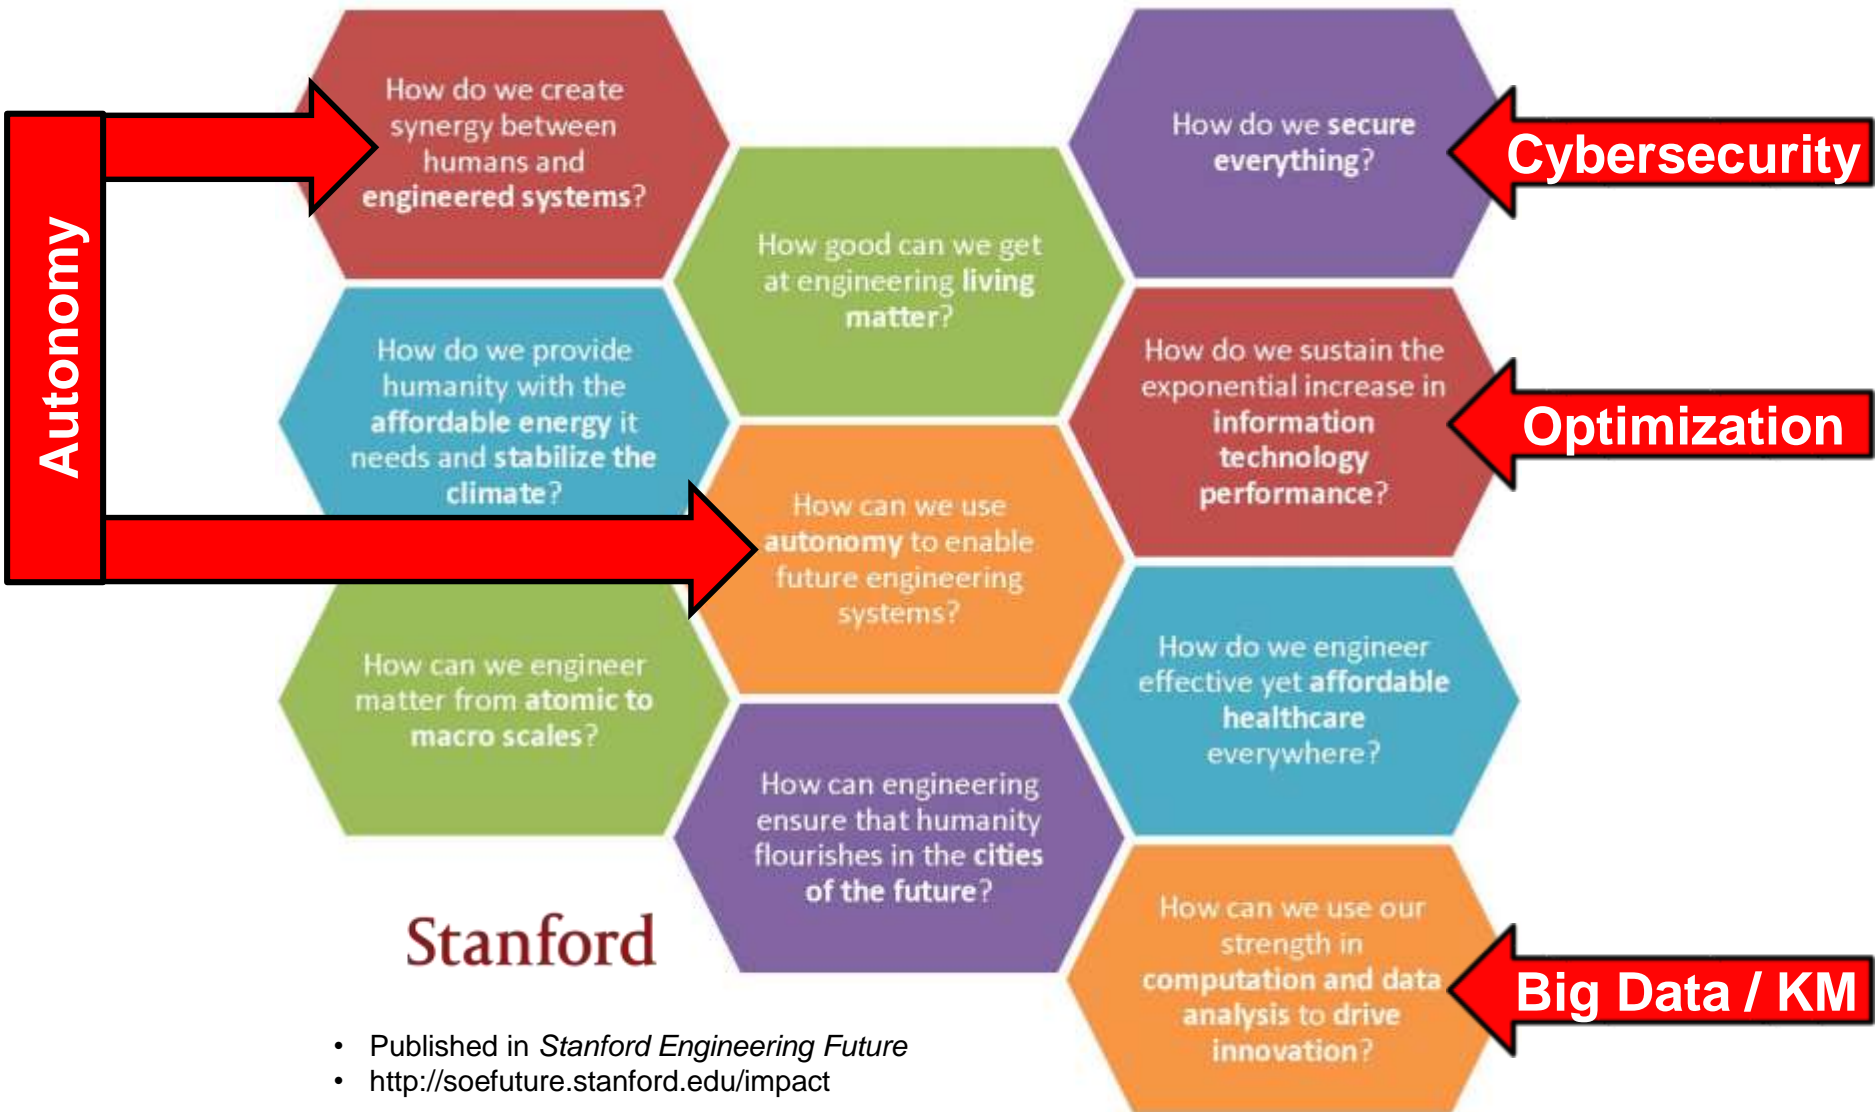 Autonomy
How do we create
synergy between
humans and
engineered systems?
How do we provide
humanity with the
affordable energy it
needs and stabilize the
climate?
How can we engineer
matter from atomic to
macro scales?
How good can we get
at engineering living
matter?
How can we use
autonomy to enable
future engineering
systems?
How can engineering
ensure that humanity
flourishes in the cities
of the future?
How do we secure
everything?
How do we sustain the
exponential increase in
information
technology
performance?
How do we engineer
effective yet affordable
healthcare
everywhere?
How can we use our
strength in
computation and data
analysis to drive
innovation?
Cybersecurity
Optimization
Big Data / KM
Stanford
• Published in Stanford Engineering Future
• http://soefuture.stanford.edu/impact